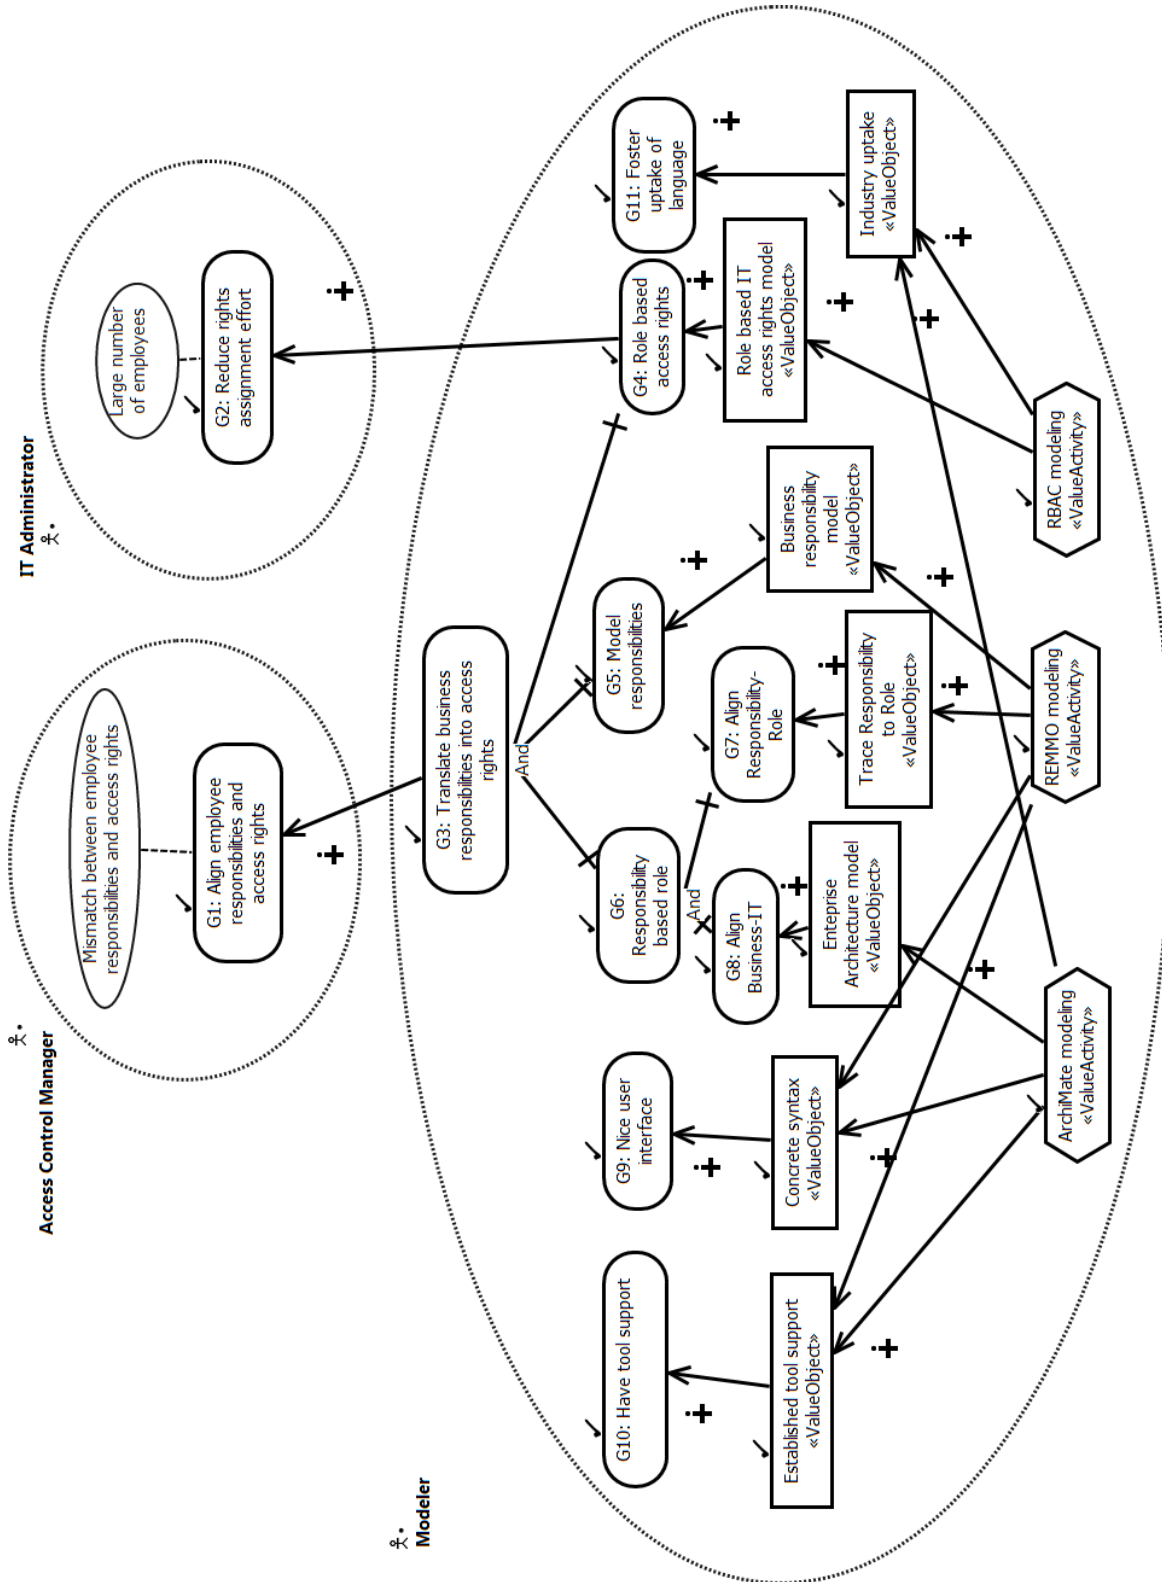 Access Control Manager
Mismatch between employee
responsibilities and access rights
G1: Align employee
responsibilities and
access rights
IT Administrator
Large number
of employees
G2: Reduce rights
assignment effort
Modeler
G3: Translate business
responsibilities into access
rights
And
G10: Have tool support
G9: Nice user
interface
G6:
Responsibility
based role
And
G5: Model
responsibilities
G4: Role based
access rights
G11: Foster
uptake of
language
G8: Align
Business-IT
G7: Align
Responsibility-
Role
Established tool support
«ValueObject»
Concrete syntax
«ValueObject»
Enteprise
Architecture model
«ValueObject»
Trace Responsibility
to Role
«ValueObject»
Business
responsibility
model
«ValueObject»
Role based IT
access rights model
«ValueObject»
Industry uptake
«ValueObject»
ArchiMate modeling
«ValueActivity»
REMMO modeling
«ValueActivity»
RBAC modeling
«ValueActivity»